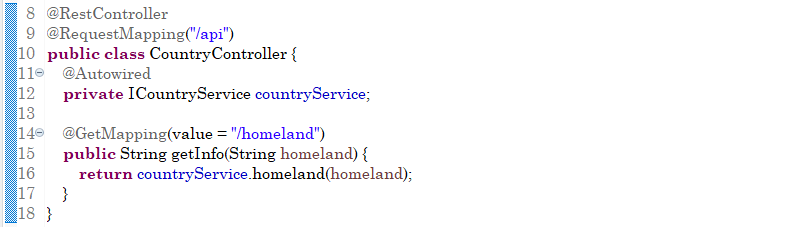 8 @RestController
9 @RequestMapping("/api")
10 public class CountryController {
11 @Autowired
12 private ICountryService countryService;
13
14 @GetMapping(value = "/homeland")
15 public String getInfo(String homeland) {
16 return countryService.homeland(homeland);
17 }
18 }